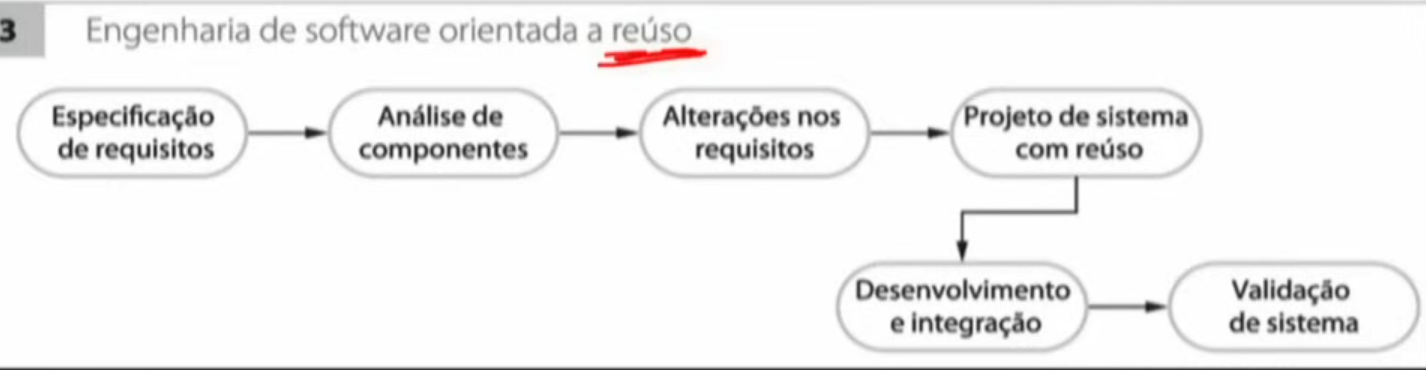 3
Engenharia de software orientada a reúso
Especificação
de requisitos
Análise de
componentes
Alterações nos
requisitos
Projeto de sistema
com reúso
Desenvolvimento
e integração
Validação
de sistema